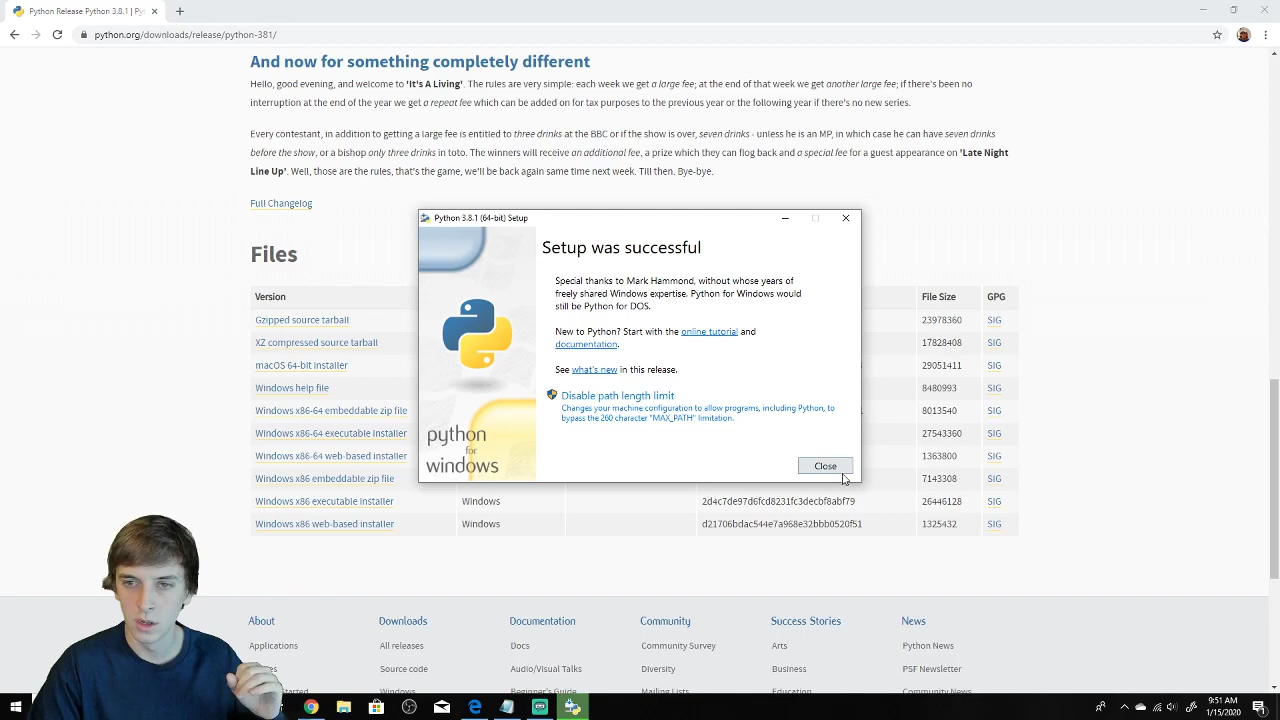 Python Release Python 3.8.1 | Py
python.org/downloads/release/python-381/
And now for something completely different
Hello, good evening, and welcome to 'It's A Living'. The rules are very simple: each week we get a large fee; at the end of that week we get another large fee; if there's been no
interruption at the end of the year we get a repeat fee which can be added on for tax purposes to the previous year or the following year if there's no new series.
Every contestant, in addition to getting a large fee is entitled to three drinks at the BBC or if the show is over, seven drinks - unless he is an MP, in which case he can have seven drinks
before the show, or a bishop only three drinks in toto. The winners will receive an additional fee, a prize which they can flog back and a special fee for a guest appearance on 'Late Night
Line Up'. Well, those are the rules, that's the game, we'll be back again same time next week. Till then. Bye-bye.
Full Changelog
Files
Version File Size GPG
Gzipped source tarball 23978360 SIG
XZ compressed source tarball 17828408 SIG
macOS 64-bit installer 29051411 SIG
Windows help file 8480993 SIG
Windows x86-64 embeddable zip file 8013540 SIG
Windows x86-64 executable installer 27543360 SIG
Windows x86-64 web-based installer 1363800 SIG
Windows x86 embeddable zip file 7143308 SIG
Windows x86 executable installer Windows 2d4c7de97d6fcd8231fc3decbf8abf79 26446128 SIG
Windows x86 web-based installer Windows d21706bdac544e7a968e32bbb0520f51 1325432 SIG
Python 3.8.1 (64-bit) Setup
Setup was successful
Special thanks to Mark Hammond, without whose years of
freely shared Windows expertise, Python for Windows would
still be Python for DOS.
New to Python? Start with the online tutorial and
documentation.
See what's new in this release.
Disable path length limit
Changes your machine configuration to allow programs, including Python, to
bypass the 260 character "MAX_PATH" limitation.
python
for
windows
Close
About Downloads Documentation Community Success Stories News
Applications All releases Docs Community Survey Arts Python News
Source code Audio/Visual Talks Diversity Business PSF Newsletter
Windows Beginner's Guide Mailing Lists Education Community News
9:51 AM
1/15/2020